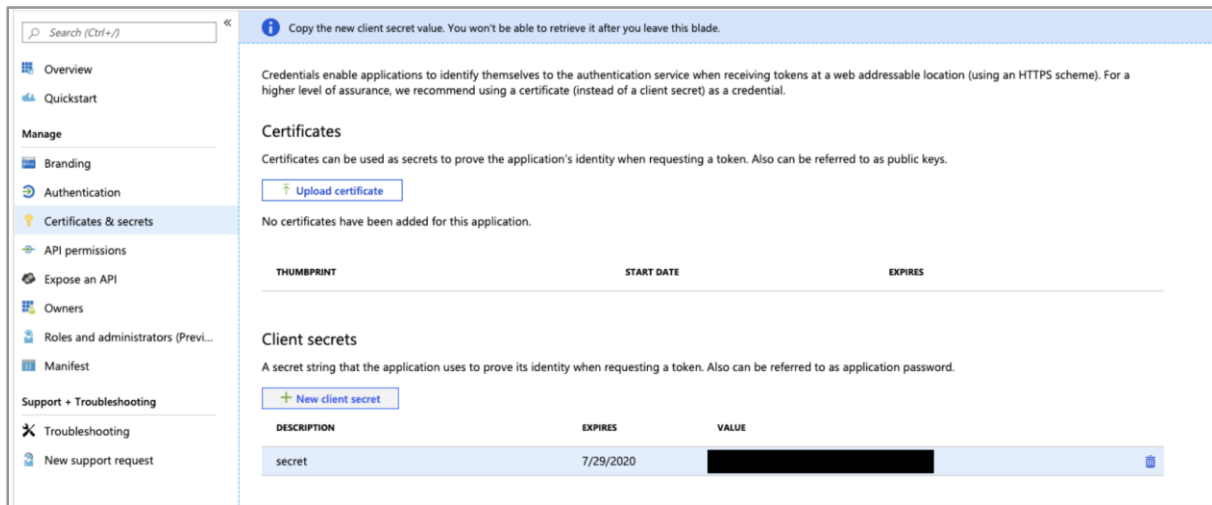 Search (Ctrl+/)
«
Overview
Quickstart
Manage
Branding
Authentication
Certificates & secrets
API permissions
Expose an API
Owners
Roles and administrators (Previ...
Manifest
Support + Troubleshooting
Troubleshooting
New support request
Copy the new client secret value. You won't be able to retrieve it after you leave this blade.
Credentials enable applications to identify themselves to the authentication service when receiving tokens at a web addressable location (using an HTTPS scheme). For a
higher level of assurance, we recommend using a certificate (instead of a client secret) as a credential.
Certificates
Certificates can be used as secrets to prove the application's identity when requesting a token. Also can be referred to as public keys.
Upload certificate
No certificates have been added for this application.
THUMBPRINT START DATE EXPIRES
Client secrets
A secret string that the application uses to prove its identity when requesting a token. Also can be referred to as application password.
New client secret
DESCRIPTION EXPIRES VALUE
secret 7/29/2020